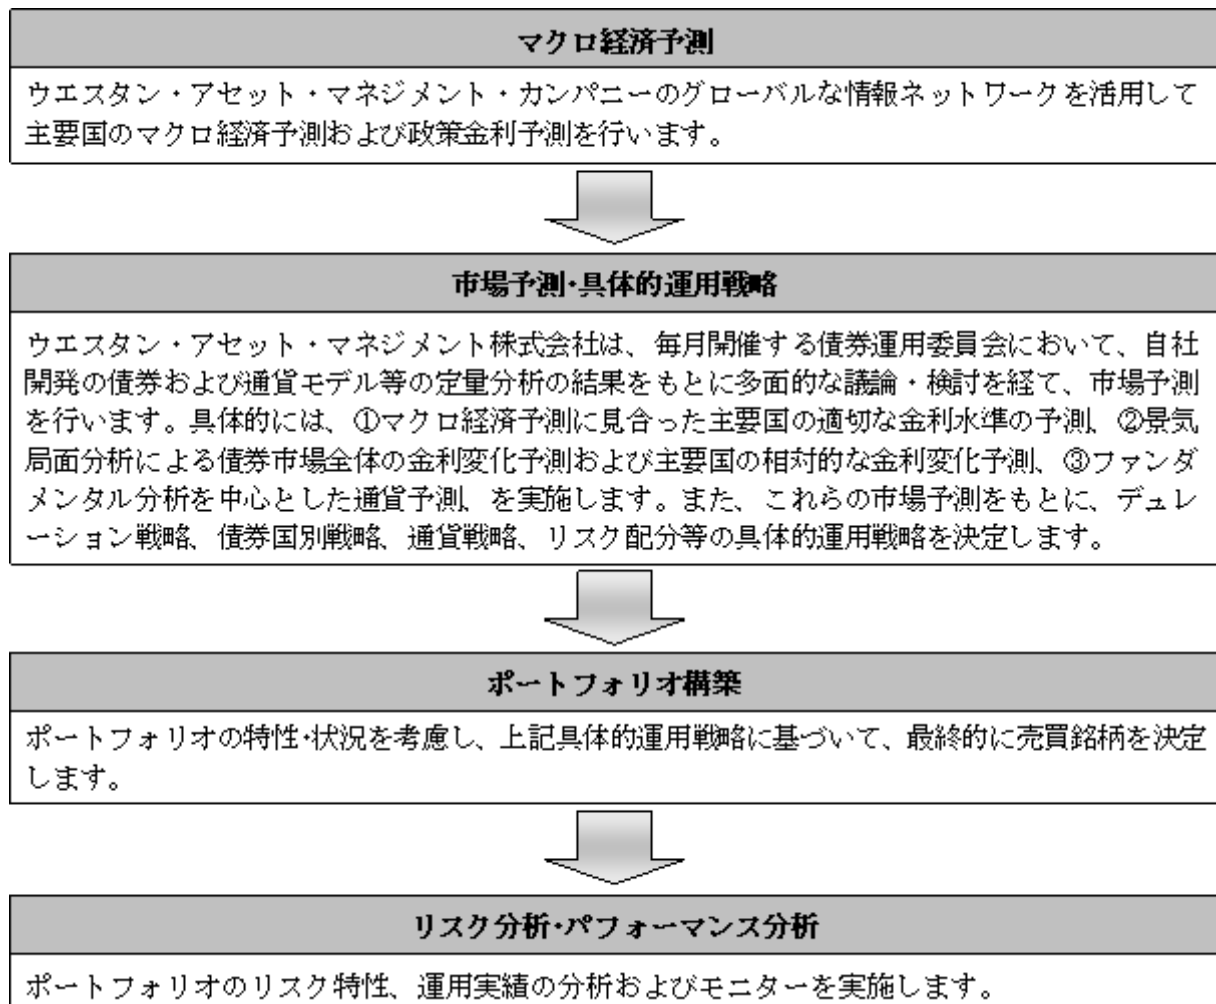 マクロ経済予測
ウエスタン・アセット・マネジメント・カンパニーのグローバルな情報ネットワークを活用して
主要国のマクロ経済予測および政策金利予測を行います。
市場予測・具体的運用戦略
ウエスタン・アセット・マネジメント株式会社は、毎月開催する債券運用委員会において、自社
開発の債券および通貨モデル等の定量分析の結果をもとに多面的な議論・検討を経て、市場予測
を行います。具体的には、①マクロ経済予測に見合った主要国の適切な金利水準の予測、②景気
局面分析による債券市場全体の金利変化予測および主要国の相対的な金利変化予測、③ファンダ
メンタル分析を中心とした通貨予測、を実施します。また、これらの市場予測をもとに、デュレ
ーション戦略、債券国別戦略、通貨戦略、リスク配分等の具体的運用戦略を決定します。
ポートフォリオ構築
ポートフォリオの特性・状況を考慮し、上記具体的運用戦略に基づいて、最終的に売買銘柄を決定
します。
リスク分析・パフォーマンス分析
ポートフォリオのリスク特性、運用実績の分析およびモニターを実施します。